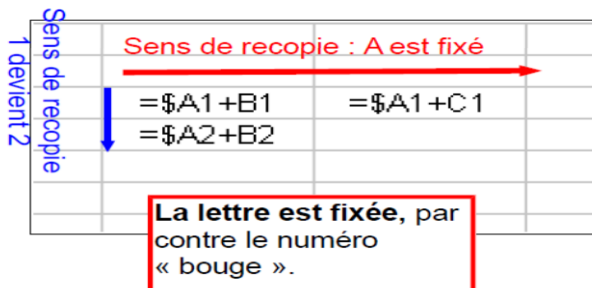 Sens de recopie
1 devient 2
Sens de recopie : A est fixé
=$A1+B1 =$A1+C1
=$A2+B2
La lettre est fixée, par
contre le numéro
« bouge ».